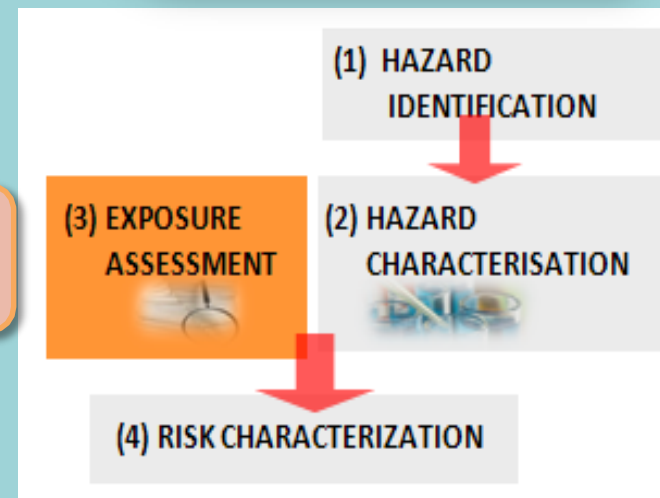 (1) HAZARD
IDENTIFICATION
(3) EXPOSURE
ASSESSMENT
(2) HAZARD
CHARACTERISATION
(4) RISK CHARACTERIZATION